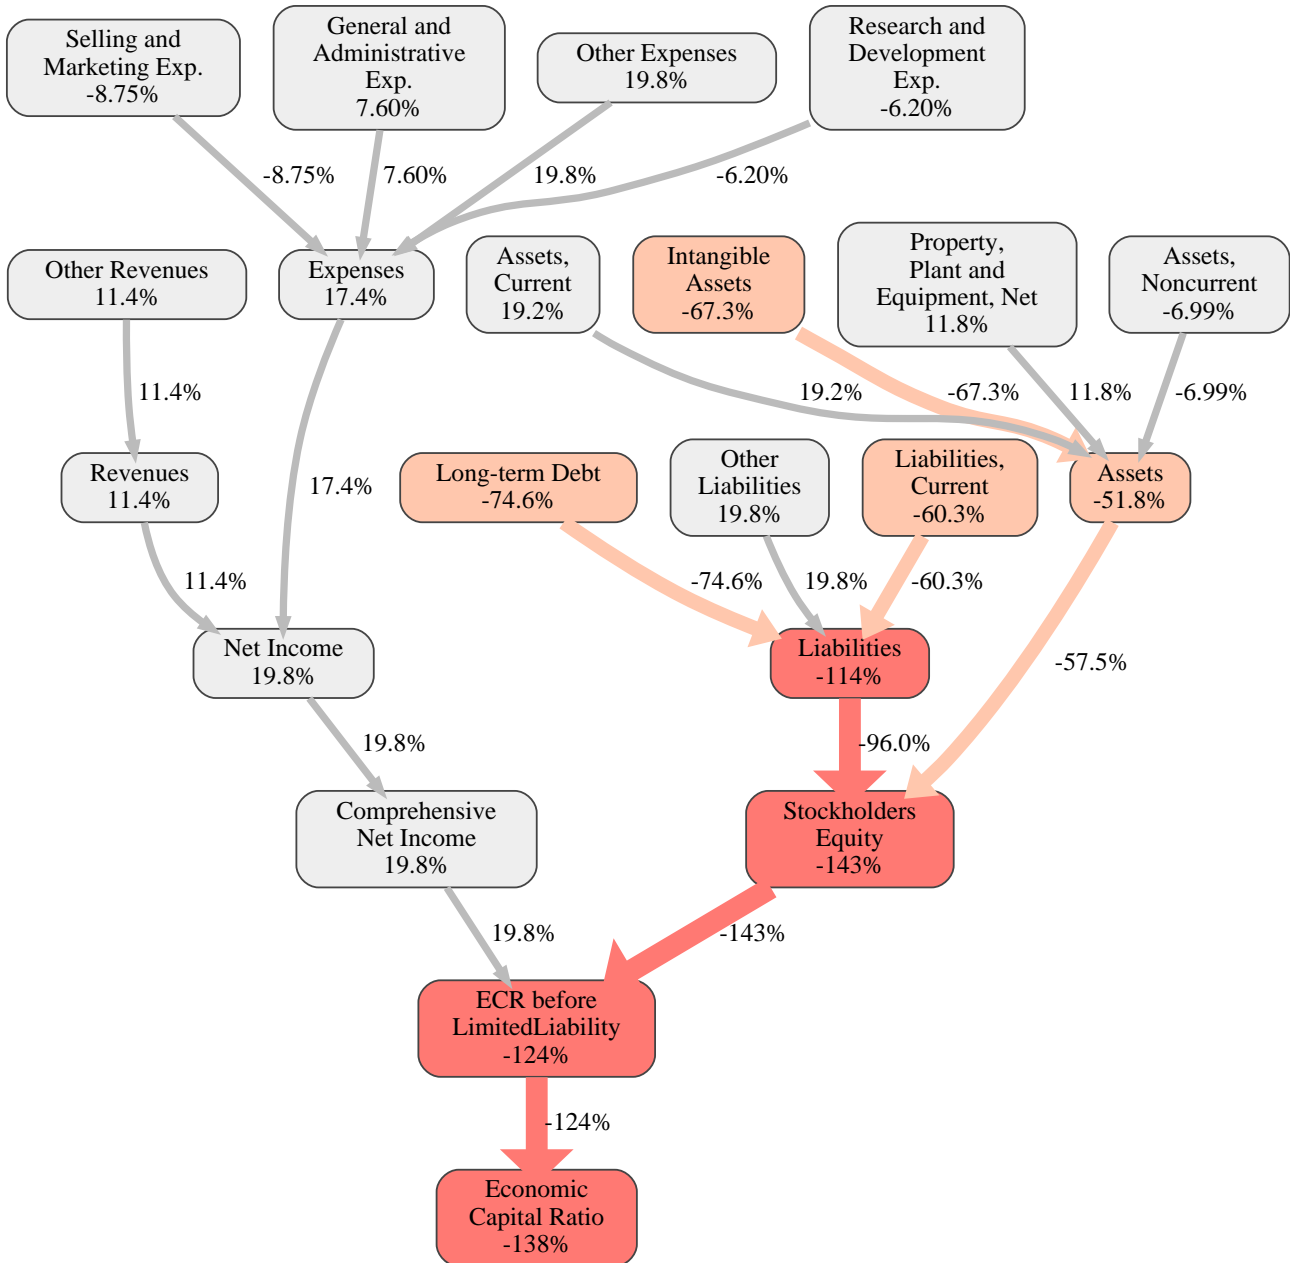 Selling and
Marketing Exp.
-8.75%
General and
Administrative
Exp.
7.60%
Other Expenses
19.8%
Research and
Development
Exp.
-6.20%
-8.75%
7.60%
19.8%
-6.20%
Other Revenues
11.4%
Expenses
17.4%
Assets,
Current
19.2%
Intangible
Assets
-67.3%
Property,
Plant and
Equipment, Net
11.8%
Assets,
Noncurrent
-6.99%
11.4%
19.2%
-67.3%
11.8%
-6.99%
Revenues
11.4%
17.4%
Long-term Debt
-74.6%
Other
Liabilities
19.8%
Liabilities,
Current
-60.3%
Assets
-51.8%
11.4%
-74.6%
19.8%
-60.3%
Net Income
19.8%
Liabilities
-114%
-57.5%
19.8%
-96.0%
Comprehensive
Net Income
19.8%
Stockholders
Equity
-143%
19.8%
-143%
ECR before
LimitedLiability
-124%
-124%
Economic
Capital Ratio
-138%